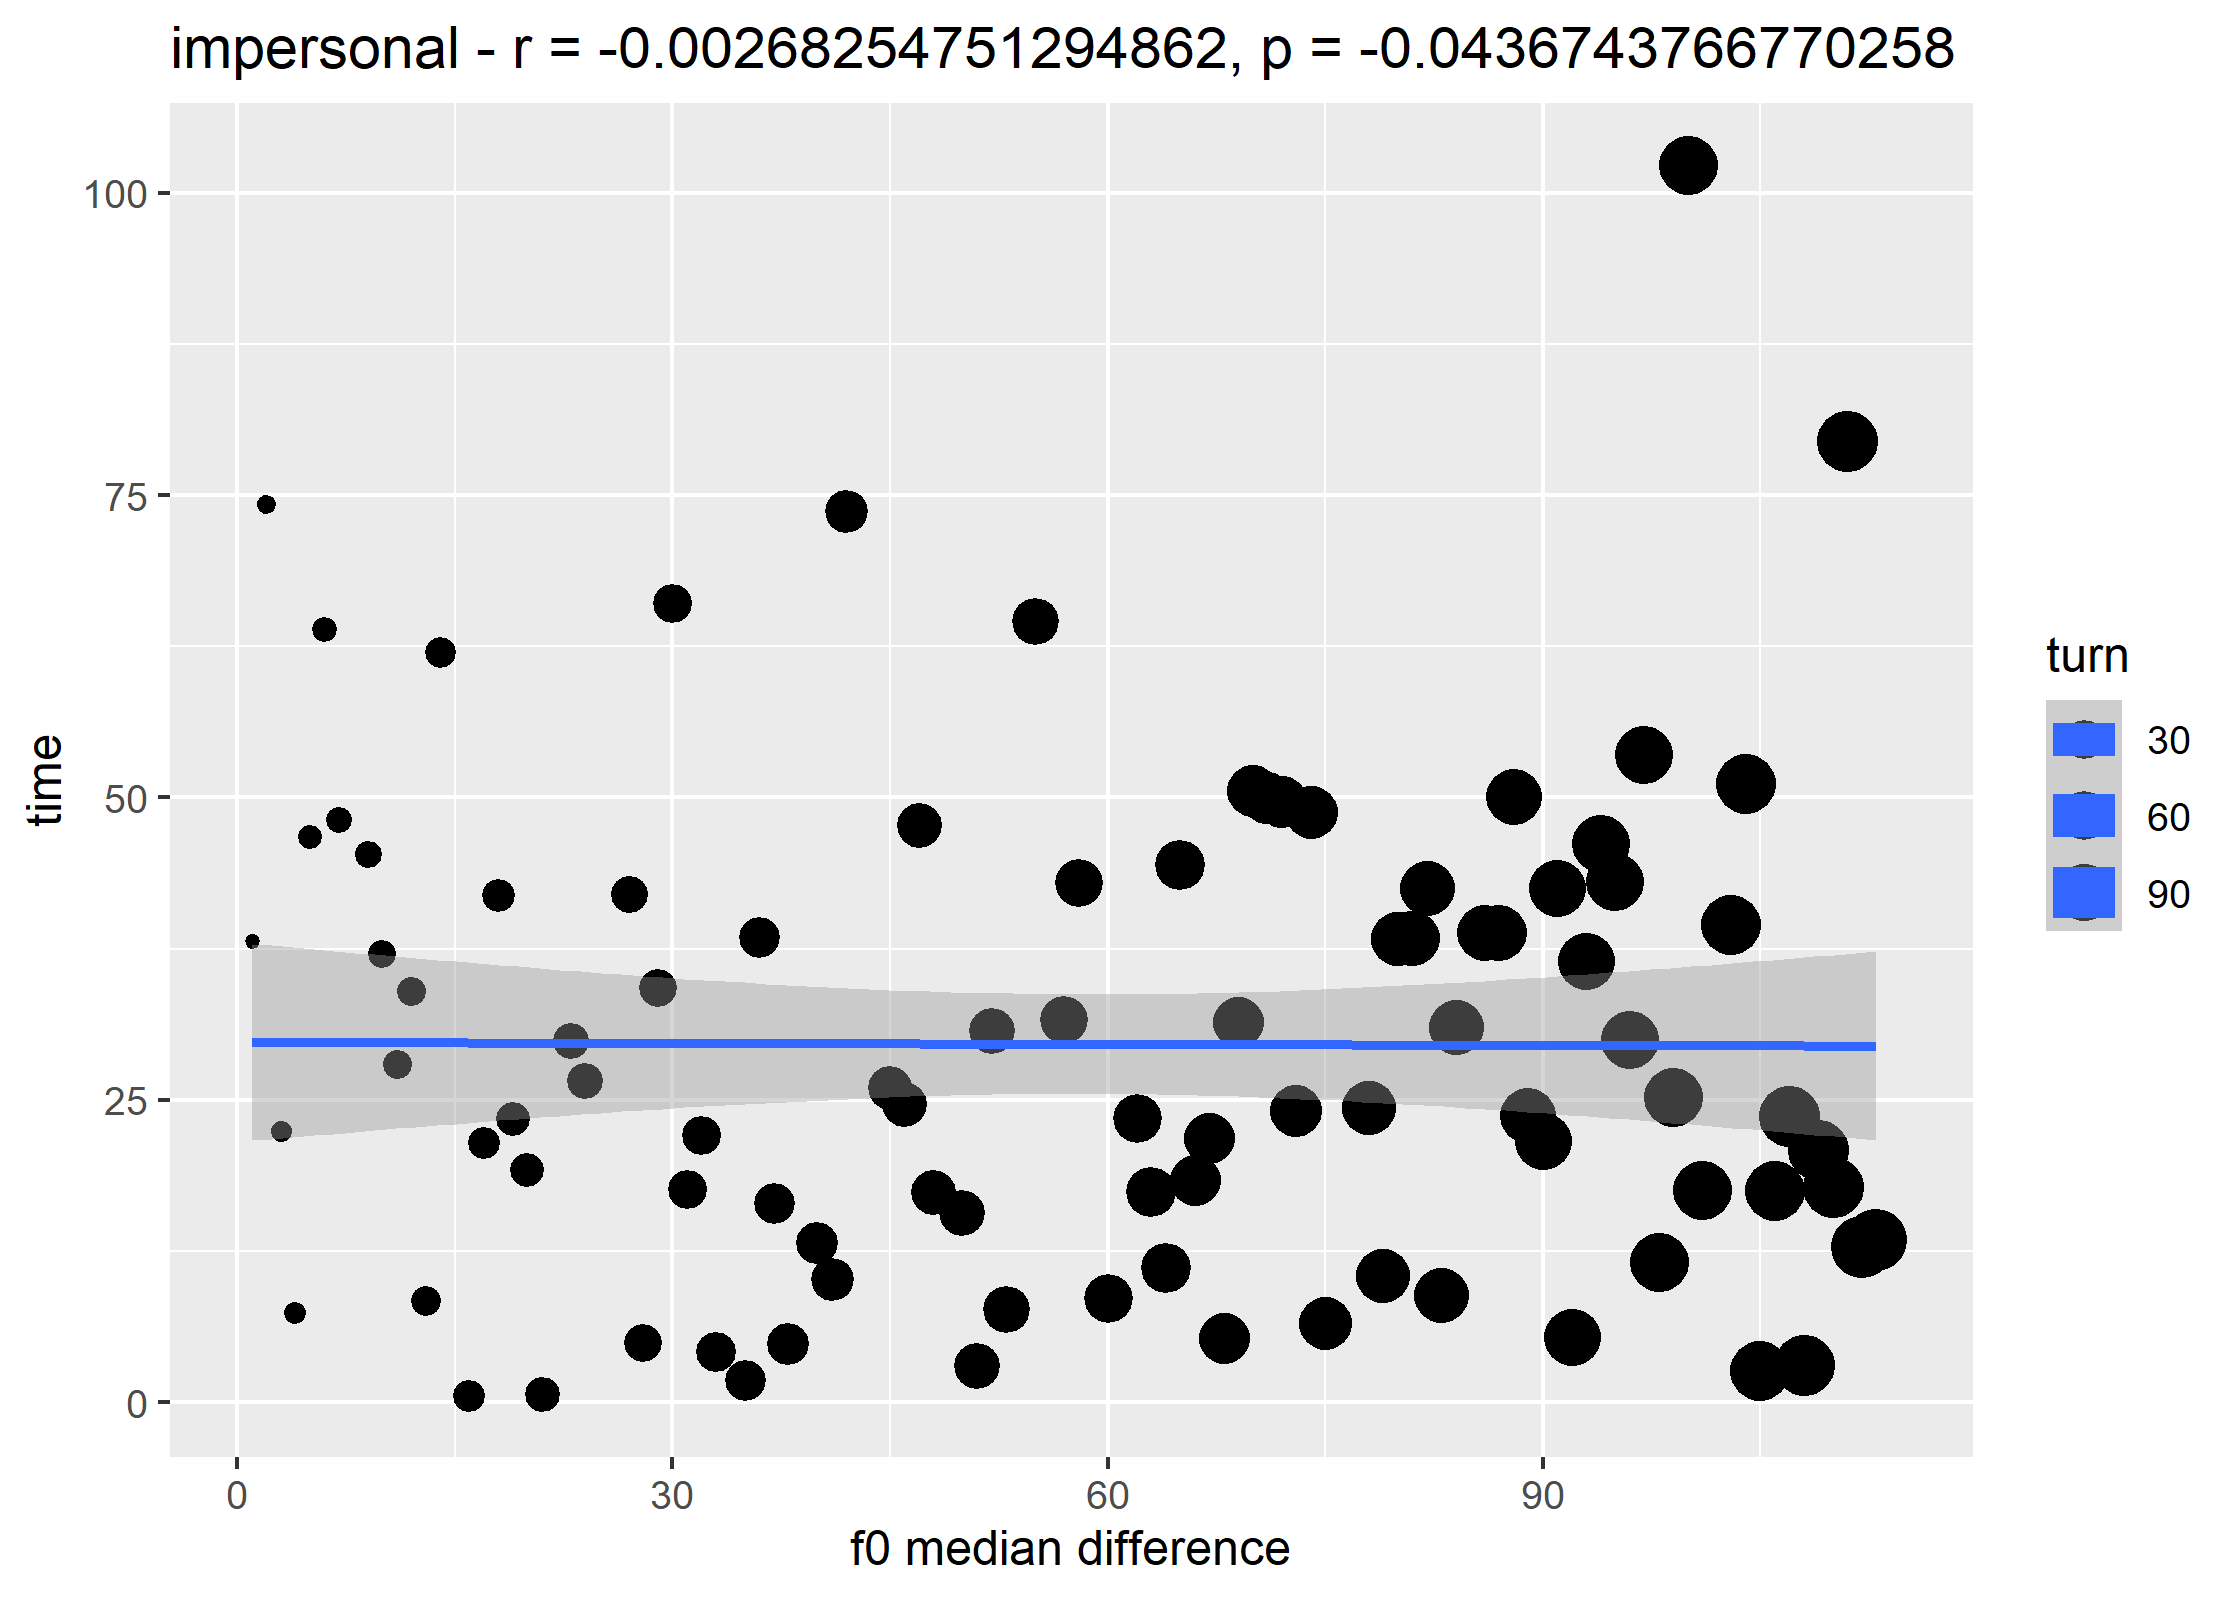 impersonal - r = -0.00268254751294862, p = -0.0436743766770258
100
75
50
25
0
time
0 30 60 90
f0 median difference
turn
30
60
90